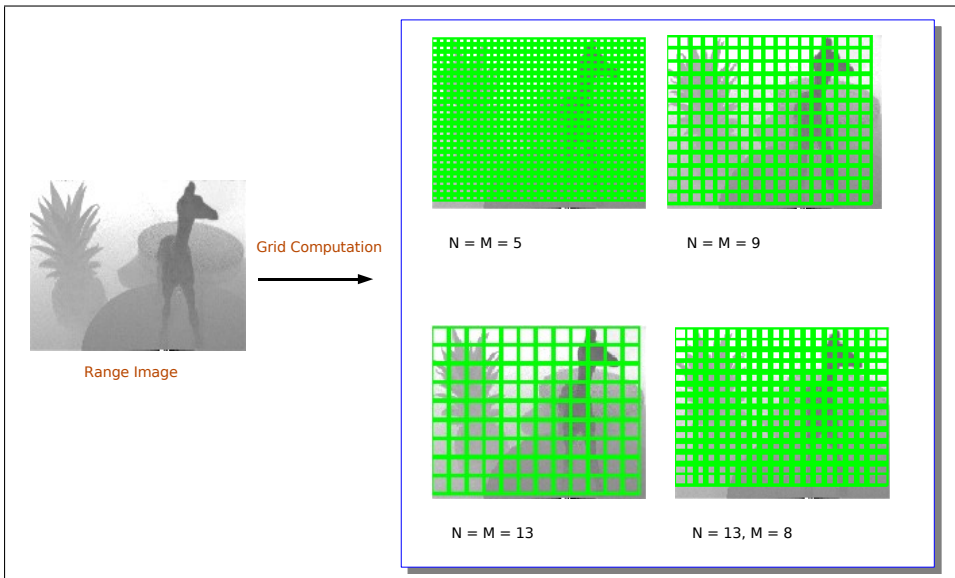 N = M = 5
N = M = 9
Grid Computation
Range Image
N = M = 13
N = 13, M = 8